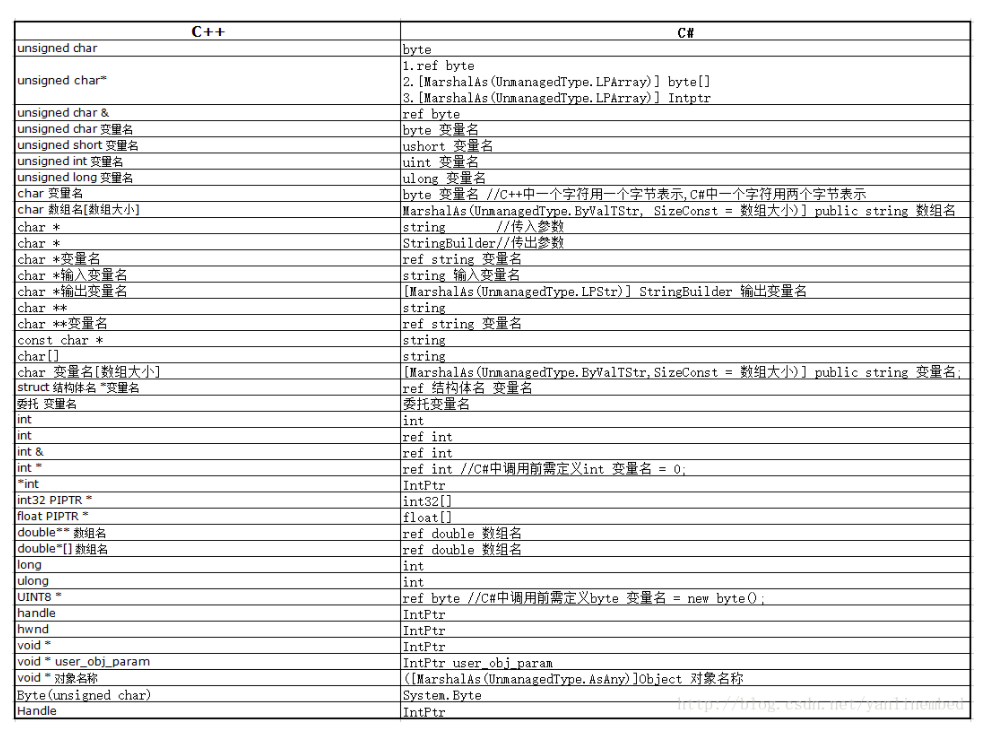 C++ C#
unsigned char byte
unsigned char* 1.ref byte
2.[MarshalAs(UnmanagedType.LPArray)] byte[]
3.[MarshalAs(UnmanagedType.LPArray)] Intptr
unsigned char & ref byte
unsigned char 变量名 byte 变量名
unsigned short 变量名 ushort 变量名
unsigned int 变量名 uint 变量名
unsigned long 变量名 ulong 变量名
char 变量名 byte 变量名 //C++中一个字符用一个字节表示,C#中一个字符用两个字节表示
char 数组名[数组大小] MarshalAs(UnmanagedType.ByValTStr, SizeConst = 数组大小)] public string 数组名
char * string //传入参数
char * StringBuilder//传出参数
char *变量名 ref string 变量名
char *输入变量名 string 输入变量名
char *输出变量名 [MarshalAs(UnmanagedType.LPStr)] StringBuilder 输出变量名
char ** string
char **变量名 ref string 变量名
const char * string
char[] string
char 变量名[数组大小] [MarshalAs(UnmanagedType.ByValTStr,SizeConst = 数组大小)] public string 变量名;
struct 结构体名 *变量名 ref 结构体名 变量名
委托 变量名 委托变量名
int int
int ref int
int & ref int
int * ref int //C#中调用前需定义int 变量名 = 0;
*int IntPtr
int32 PIPTR * int32[]
float PIPTR * float[]
double** 数组名 ref double 数组名
double*[] 数组名 ref double 数组名
long int
ulong int
UINT8 * ref byte //C#中调用前需定义byte 变量名 = new byte();
handle IntPtr
hwnd IntPtr
void * IntPtr
void * user_obj_param IntPtr user_obj_param
void * 对象名称 ([MarshalAs(UnmanagedType.AsAny)]Object 对象名称
Byte(unsigned char) System.Byte
Handle IntPtr
http://blog.csdn.net/yanlinembed